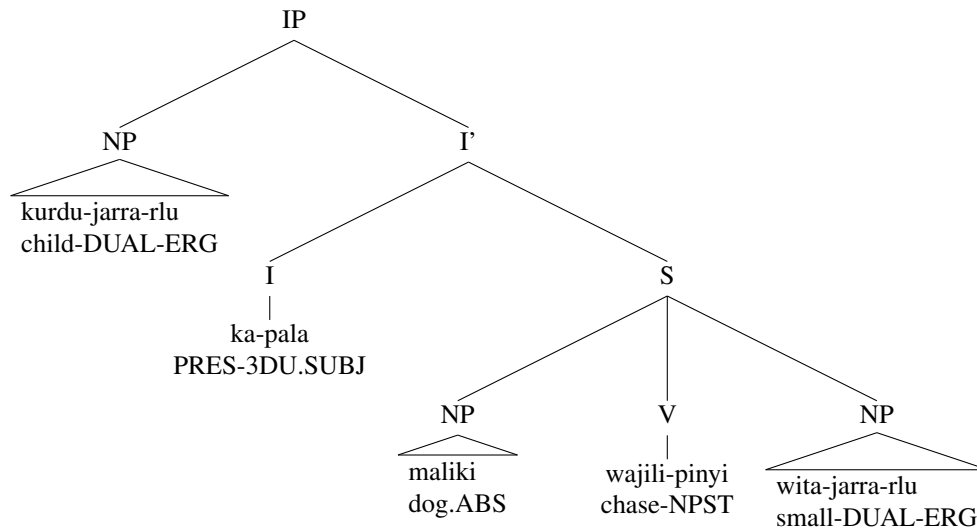 IP
NP I'
kurdu-jarra-rlu
child-DUAL-ERG
I S
ka-pala
PRES-3DU.SUBJ
NP V NP
maliki wajili-pinyi wita-jarra-rlu
dog.ABS chase-NPST small-DUAL-ERG